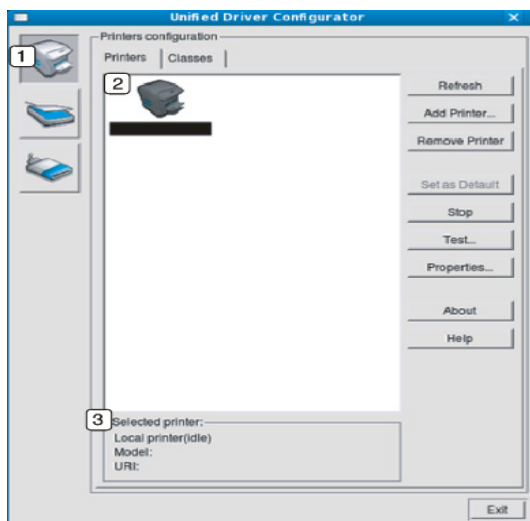 Unified Driver Configurator
Printers configuration
1
Printers Classes
2
Refresh
Add Printer...
Remove Printer
Set as Default
Stop
Test...
Properties...
About
Help
3
Selected printer:
Local printer(idle)
Model:
URI:
Exit